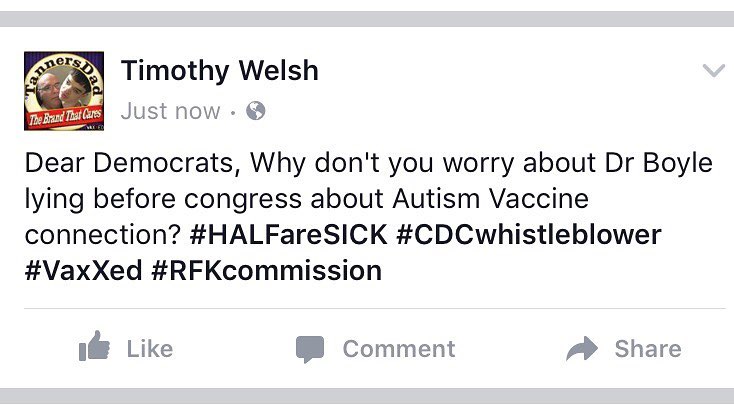 TannersDad
The Brand That Cares
Timothy Welsh
Just now ·
Dear Democrats, Why don't you worry about Dr Boyle
lying before congress about Autism Vaccine
connection? #HALFareSICK #CDCwhistleblower
#VaxXed #RFKcommission
Like
Comment
Share